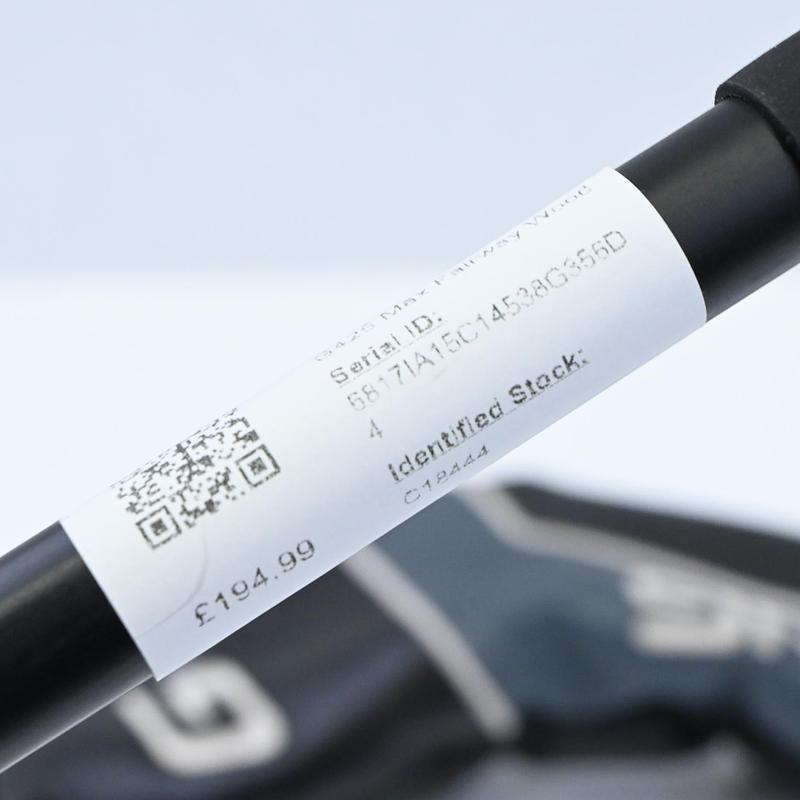 G425 Max Fairway Wood
Serial ID:
6817IA15C14538G356D
4
Identified Stock:
C18444
£194.99
G